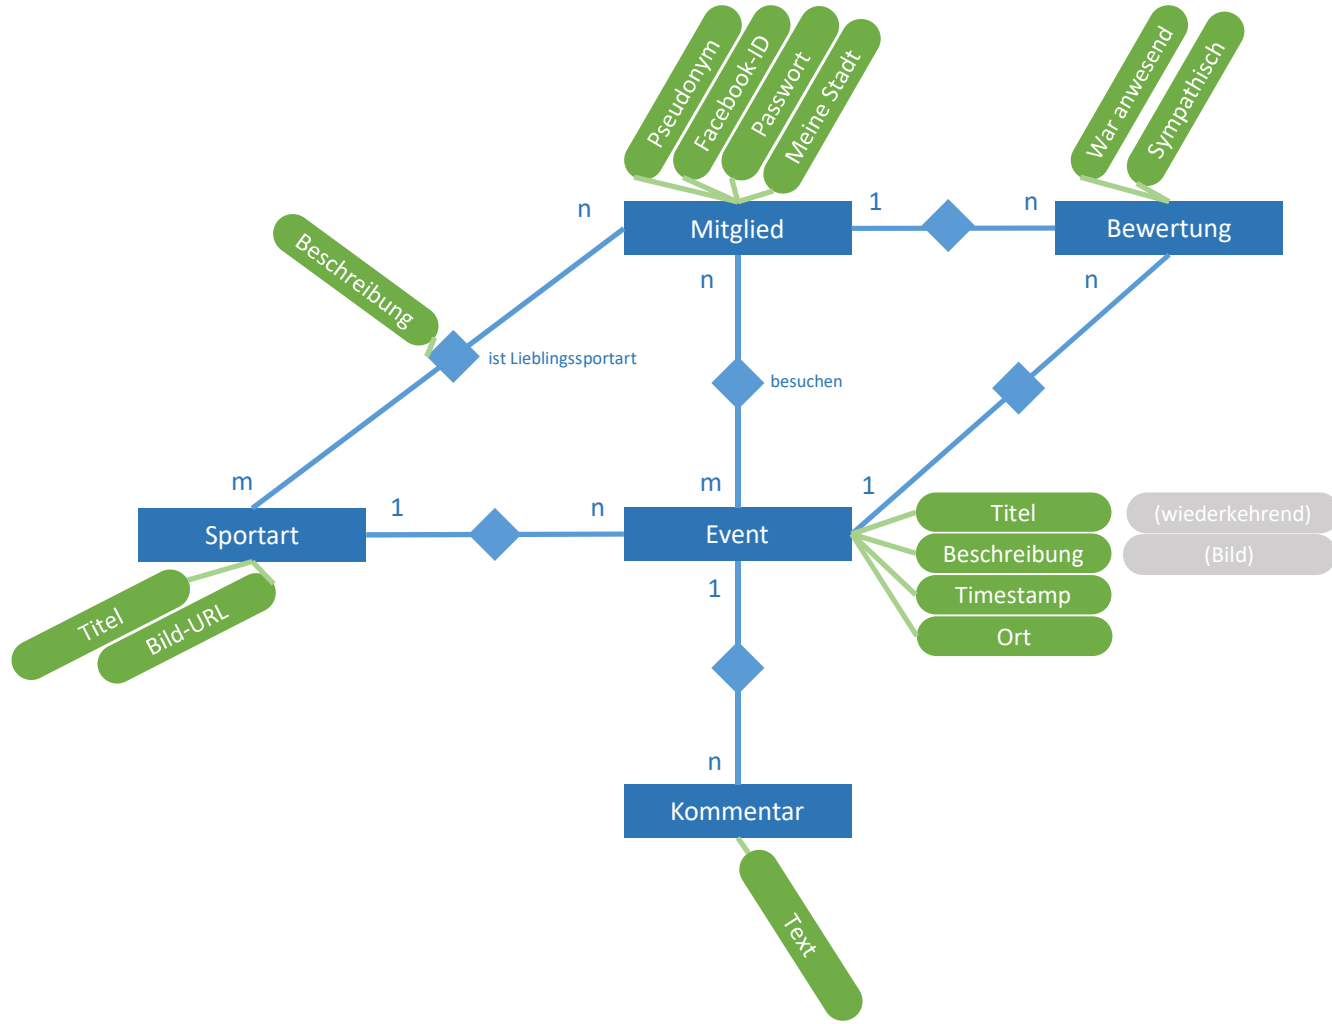 Pseudonym
Facebook-ID
Passwort
Meine Stadt
War anwesend
Sympathisch
n
Mitglied
1
n
Bewertung
Beschreibung
n
n
ist Lieblingssportart
besuchen
m
1
n
m
1
Sportart
Event
Titel
(wiederkehrend)
Beschreibung
(Bild)
Timestamp
Ort
1
Titel
Bild-URL
n
Kommentar
Text